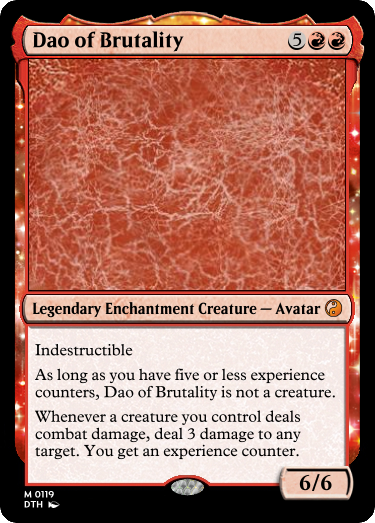 Dao of Brutality 5
Legendary Enchantment Creature — Avatar
Indestructible
As long as you have five or less experience
counters, Dao of Brutality is not a creature.
Whenever a creature you control deals
combat damage, deal 3 damage to any
target. You get an experience counter.
6/6
M 0119
DTH